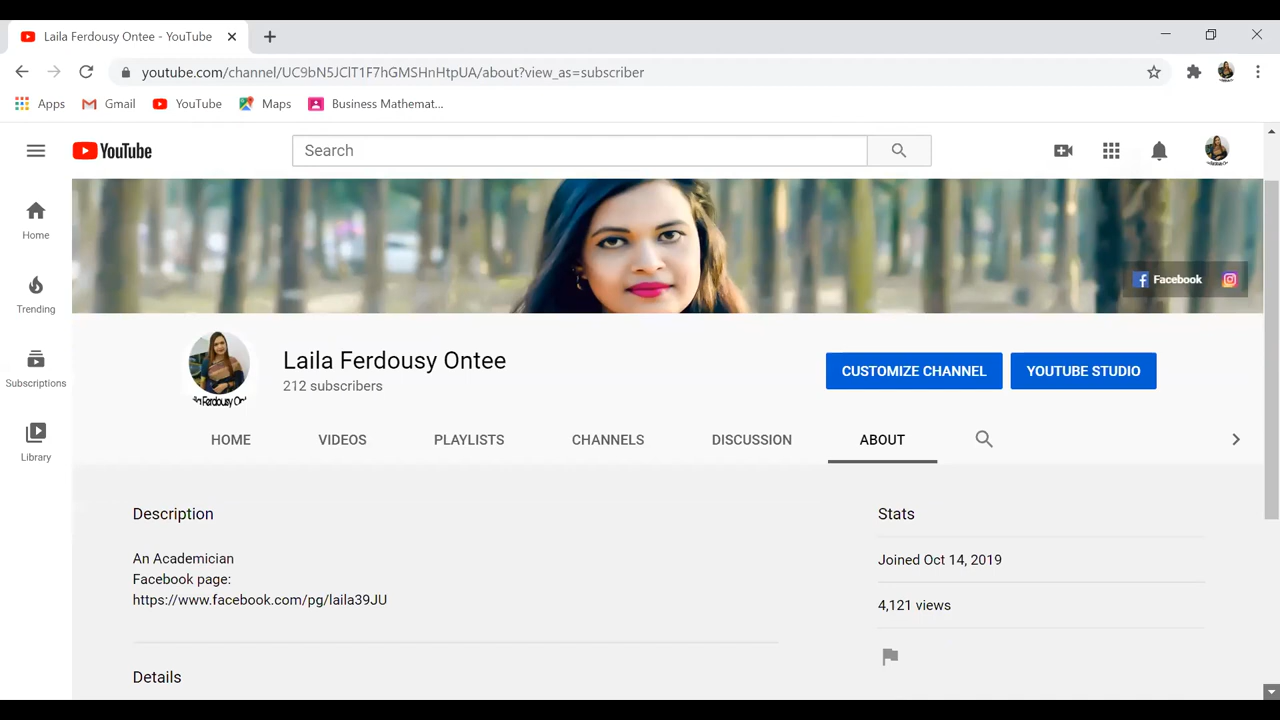 Laila Ferdousy Ontee - YouTube
youtube.com/channel/UC9bN5JClT1F7hGMSHnHtpUA/about?view_as=subscriber
Apps Gmail YouTube Maps Business Mathemat...
YouTube Search
Home
Trending
Subscriptions
Library
Facebook
Laila Ferdousy Ontee
212 subscribers
CUSTOMIZE CHANNEL YOUTUBE STUDIO
HOME VIDEOS PLAYLISTS CHANNELS DISCUSSION ABOUT
Description
An Academician
Facebook page:
https://www.facebook.com/pg/laila39JU
Details
Stats
Joined Oct 14, 2019
4,121 views